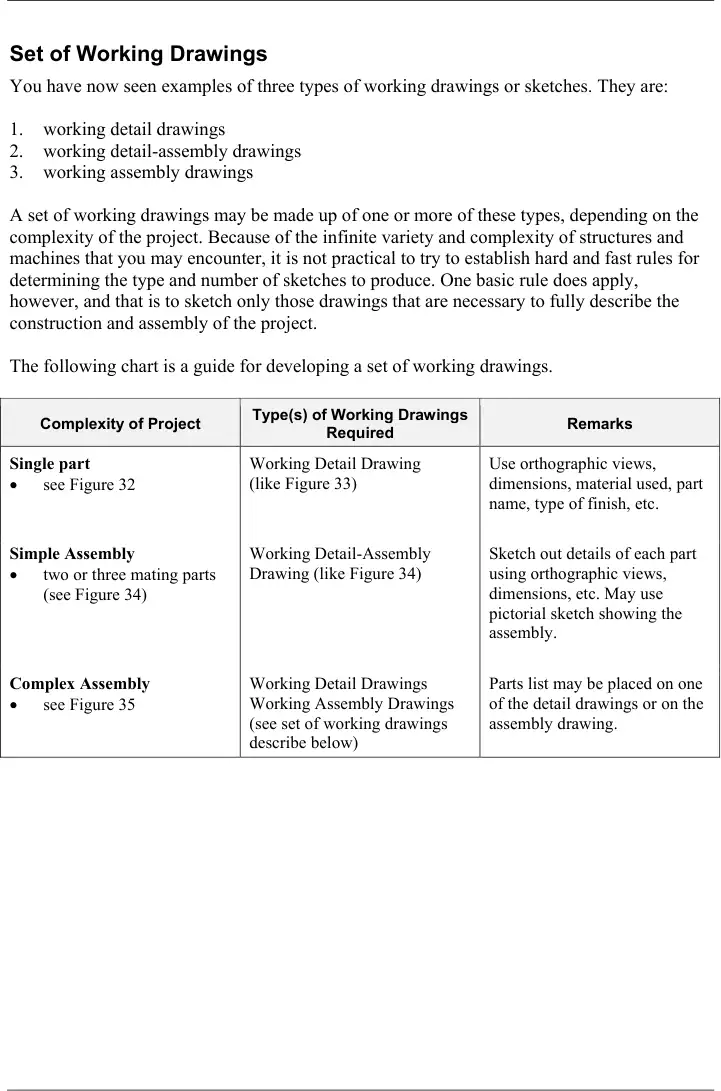 Set of Working Drawings
You have now seen examples of three types of working drawings or sketches. They are:
1. working detail drawings
2. working detail-assembly drawings
3. working assembly drawings
A set of working drawings may be made up of one or more of these types, depending on the
complexity of the project. Because of the infinite variety and complexity of structures and
machines that you may encounter, it is not practical to try to establish hard and fast rules for
determining the type and number of sketches to produce. One basic rule does apply,
however, and that is to sketch only those drawings that are necessary to fully describe the
construction and assembly of the project.
The following chart is a guide for developing a set of working drawings.
Complexity of Project
Type(s) of Working Drawings
Required
Remarks
Single part
• see Figure 32
Working Detail Drawing
(like Figure 33)
Use orthographic views,
dimensions, material used, part
name, type of finish, etc.
Simple Assembly
• two or three mating parts
(see Figure 34)
Working Detail-Assembly
Drawing (like Figure 34)
Sketch out details of each part
using orthographic views,
dimensions, etc. May use
pictorial sketch showing the
assembly.
Complex Assembly
• see Figure 35
Working Detail Drawings
Working Assembly Drawings
(see set of working drawings
describe below)
Parts list may be placed on one
of the detail drawings or on the
assembly drawing.